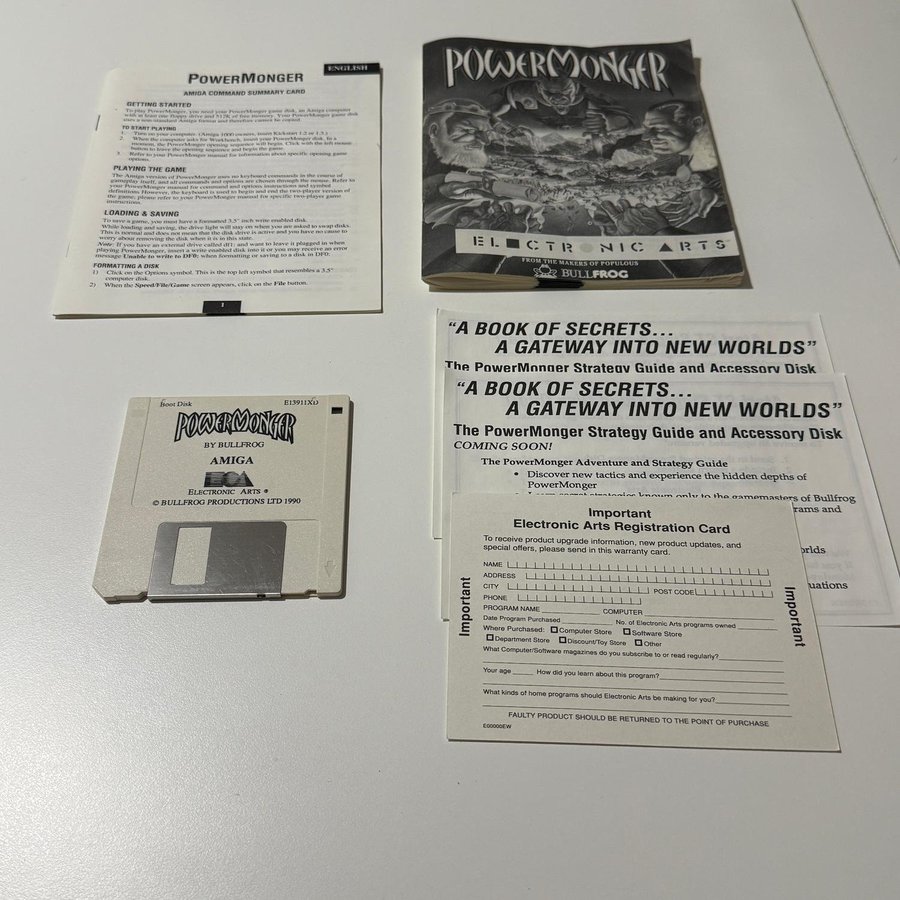 ENGLISH
POWERMONGER
AMIGA COMMAND SUMMARY CARD
GETTING STARTED
To play PowerMonger, you need your PowerMonger game disk, an Amiga computer
with at least one floppy drive and 512K of free memory. Your PowerMonger game disk
uses a non-standard Amiga format and therefore cannot be copied.
TO START PLAYING
1. Turn on your computer. (Amiga 1000 owners, insert Kickstart 1.2 or 1.3.)
2. When the computer asks for Workbench, insert your PowerMonger disk. In a
moment, the PowerMonger opening sequence will begin. Click with the left mouse
button to leave the opening sequence and begin the game.
3. Refer to your PowerMonger manual for information about specific opening game
options.
PLAYING THE GAME
The Amiga version of PowerMonger uses no keyboard commands in the course of
gameplay itself, and all commands and options are chosen through the mouse. Refer to
your PowerMonger manual for command and options instructions and symbol
definitions However, the keyboard is used to begin and end the two-player version of
the game, please refer to your PowerMonger manual for specific two-player game
instructions.
LOADING & SAVING
To save a game, you must have a formatted 3.5" inch write enabled disk.
While loading and saving, the drive light will stay on when you are asked to swap disks.
This is normal and does not mean that the disk drive is active and you have no cause to
worry about removing the disk when it is in this state.
Note: If you have an external drive called df1 and want to leave it plugged in when
playing PowerMonger, insert a write enabled disk into it or you may receive an error
message Unable to write to DF0: when formatting or saving to a disk in DF0:
FORMATTING A DISK
1) Click on the Options symbol. This is the top left symbol that resembles a 3.5"
computer disk.
2) When the Speed/File/Game screen appears, click on the File button.
1
POWERMONGER
ELECTRONIC ARTS
FROM THE MAKERS OF POPULOUS
BULLFROG
"A BOOK OF SECRETS...
A GATEWAY INTO NEW WORLDS"
The PowerMonger Strategy Guide and Accessory Disk
"A BOOK OF SECRETS...
A GATEWAY INTO NEW WORLDS"
The PowerMonger Strategy Guide and Accessory Disk
COMING SOON!
The PowerMonger Adventure and Strategy Guide
• Discover new tactics and experience the hidden depths of
PowerMonger
• Learn secret strategies known only to the gamemasters of Bullfrog
Boot Disk E13911XD
POWERMONGER
BY BULLFROG
AMIGA
ELECTRONIC ARTS ®
© BULLFROG PRODUCTIONS LTD 1990
Important
Electronic Arts Registration Card
To receive product upgrade information, new product updates, and
special offers, please send in this warranty card.
NAME
ADDRESS
CITY POST CODE
PHONE
PROGRAM NAME COMPUTER
Date Program Purchased No. of Electronic Arts programs owned
Where Purchased: Computer Store Software Store
Department Store Discount/Toy Store Other
What Computer/Software magazines do you subscribe to or read regularly?
Your age How did you learn about this program?
What kinds of home programs should Electronic Arts be making for you?
FAULTY PRODUCT SHOULD BE RETURNED TO THE POINT OF PURCHASE
EG0000EW
Important
Important